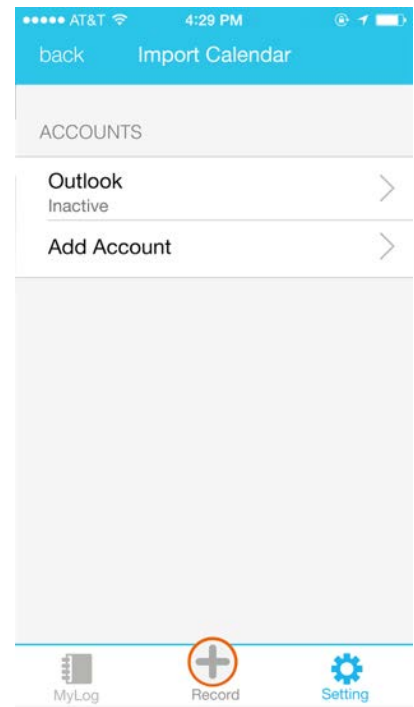 AT&T 4:29 PM
back Import Calendar
ACCOUNTS
Outlook
Inactive
Add Account
MyLog Record Setting